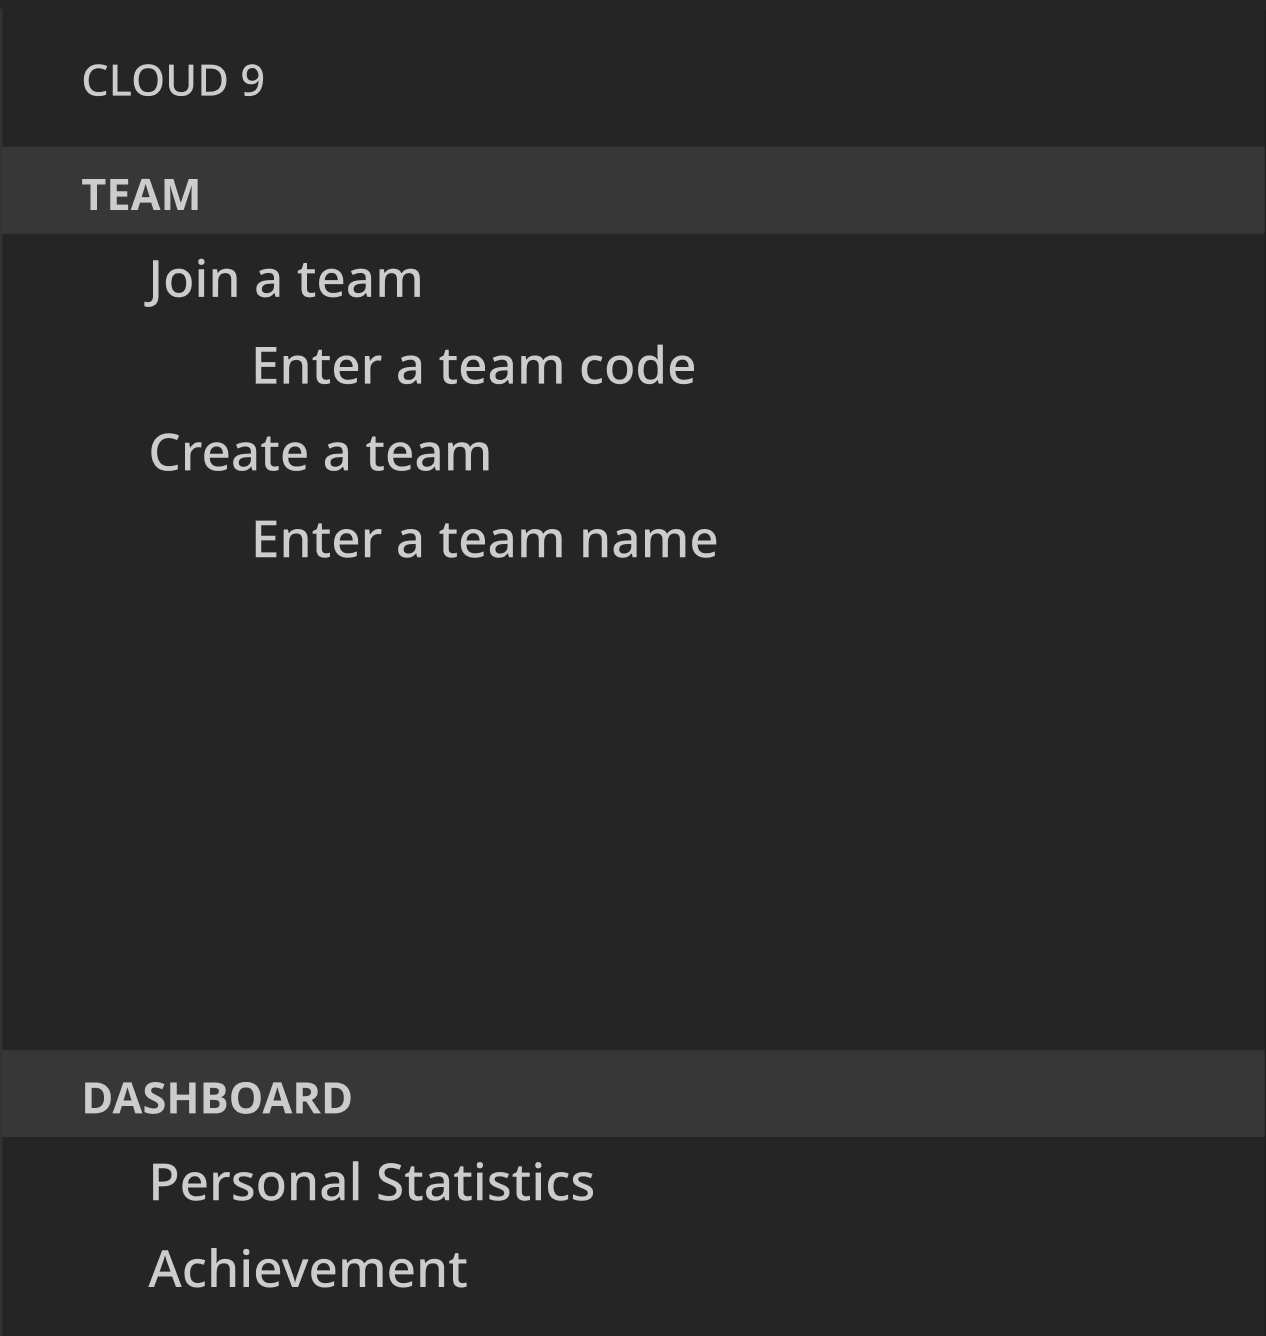 CLOUD 9
TEAM
Join a team
Enter a team code
Create a team
Enter a team name
DASHBOARD
Personal Statistics
Achievement